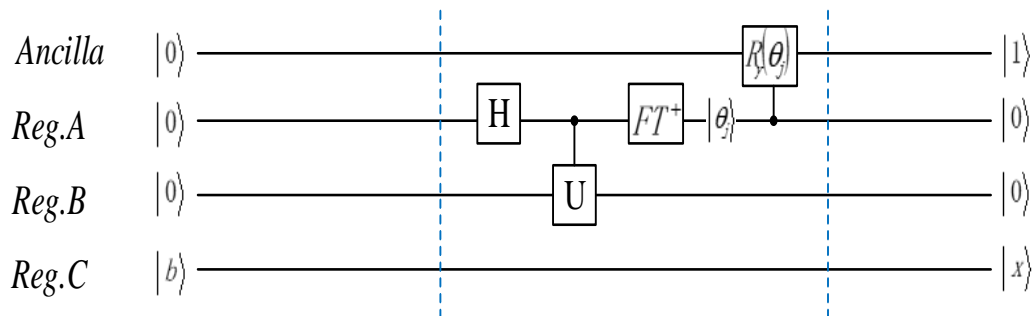 Ancilla |0⟩ R_y(θ_j) |1⟩
Reg.A |0⟩ H FT⁺ |θ_j⟩ |0⟩
Reg.B |0⟩ U |0⟩
Reg.C |b⟩ |x⟩